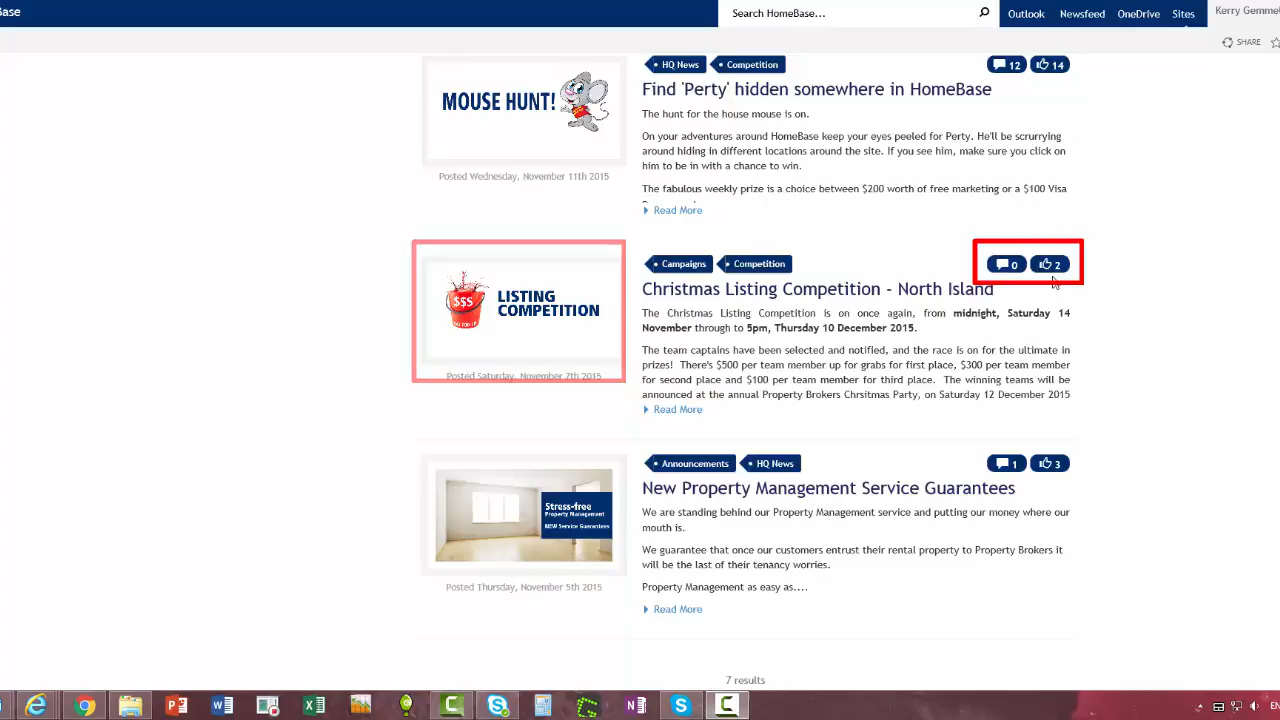 Base
Search HomeBase...
Outlook Newsfeed OneDrive Sites
Kerry Gemmel
SHARE
HQ News Competition 12 14
MOUSE HUNT!
Find 'Perty' hidden somewhere in HomeBase
The hunt for the house mouse is on.
On your adventures around HomeBase keep your eyes peeled for Perty. He'll be scrurrying
around hiding in different locations around the site. If you see him, make sure you click on
him to be in with a chance to win.
Posted Wednesday, November 11th 2015
The fabulous weekly prize is a choice between $200 worth of free marketing or a $100 Visa
Read More
Campaigns Competition 0 2
$$$
LISTING
COMPETITION
Christmas Listing Competition - North Island
The Christmas Listing Competition is on once again, from midnight, Saturday 14
November through to 5pm, Thursday 10 December 2015.
The team captains have been selected and notified, and the race is on for the ultimate in
prizes! There's $500 per team member up for grabs for first place, $300 per team member
for second place and $100 per team member for third place. The winning teams will be
announced at the annual Property Brokers Chrsitmas Party, on Saturday 12 December 2015
Posted Saturday, November 7th 2015
Read More
Announcements HQ News 1 3
Stress-free
Property Management
NEW Service Guarantees
New Property Management Service Guarantees
We are standing behind our Property Management service and putting our money where our
mouth is.
We guarantee that once our customers entrust their rental property to Property Brokers it
will be the last of their tenancy worries.
Posted Thursday, November 5th 2015
Property Management as easy as....
Read More
7 results
EN